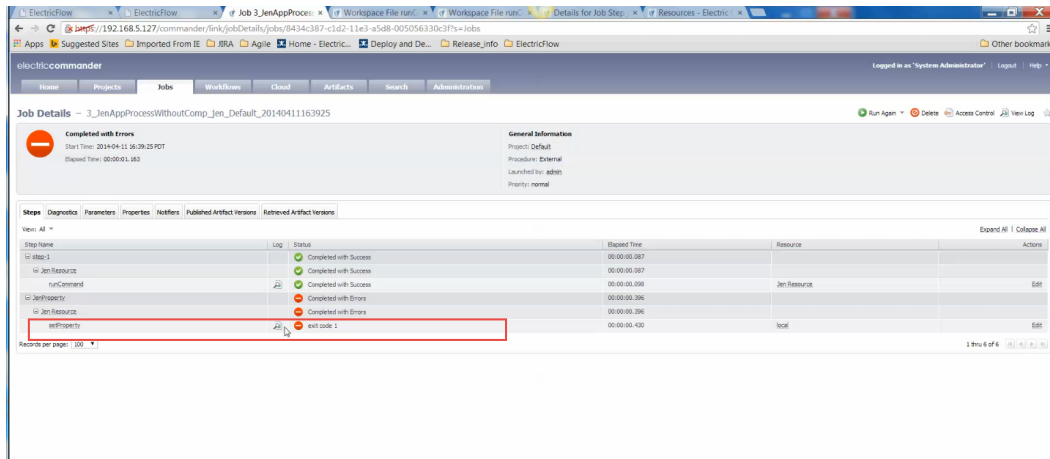 ElectricFlow ElectricFlow Job 3_JenAppProces: Workspace File runC Workspace File runC Details for Job Step Resources - Electric
https://192.168.5.127/commander/link/jobDetails/jobs/8434c387-c1d2-11e3-a5d8-005056330c3f?s=Jobs
Apps Suggested Sites Imported From IE JIRA Agile Home - Electric... Deploy and De... Release_info ElectricFlow Other bookmark
electriccommander Logged in as 'System Administrator' Logout Help
Home Projects Jobs Workflows Cloud Artifacts Search Administration
Job Details - 3_JenAppProcessWithoutComp_Jen_Default_20140411163925 Run Again Delete Access Control View Log
Completed with Errors
Start Time: 2014-04-11 16:39:25 PDT
Elapsed Time: 00:00:01.163
General Information
Project: Default
Procedure: External
Launched by: admin
Priority: normal
Steps Diagnostics Parameters Properties Notifiers Published Artifact Versions Retrieved Artifact Versions
View: All Expand All | Collapse All
Step Name Log Status Elapsed Time Resource Actions
step-1 Completed with Success 00:00:00.087
Jen Resource Completed with Success 00:00:00.087
runCommand Completed with Success 00:00:00.098 Jen Resource Edit
JenProperty Completed with Errors 00:00:00.396
Jen Resource Completed with Errors 00:00:00.396
setProperty exit code 1 00:00:00.430 local Edit
Records per page: 100 1 thru 6 of 6